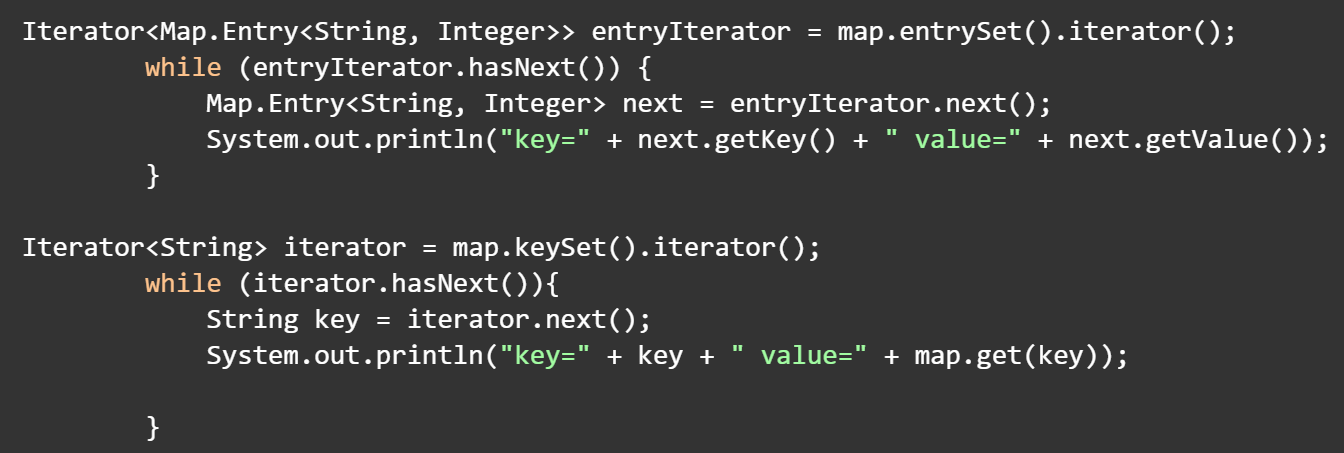 Iterator<Map.Entry<String, Integer>> entryIterator = map.entrySet().iterator();
        while (entryIterator.hasNext()) {
            Map.Entry<String, Integer> next = entryIterator.next();
            System.out.println("key=" + next.getKey() + " value=" + next.getValue());
        }

Iterator<String> iterator = map.keySet().iterator();
        while (iterator.hasNext()){
            String key = iterator.next();
            System.out.println("key=" + key + " value=" + map.get(key));

        }